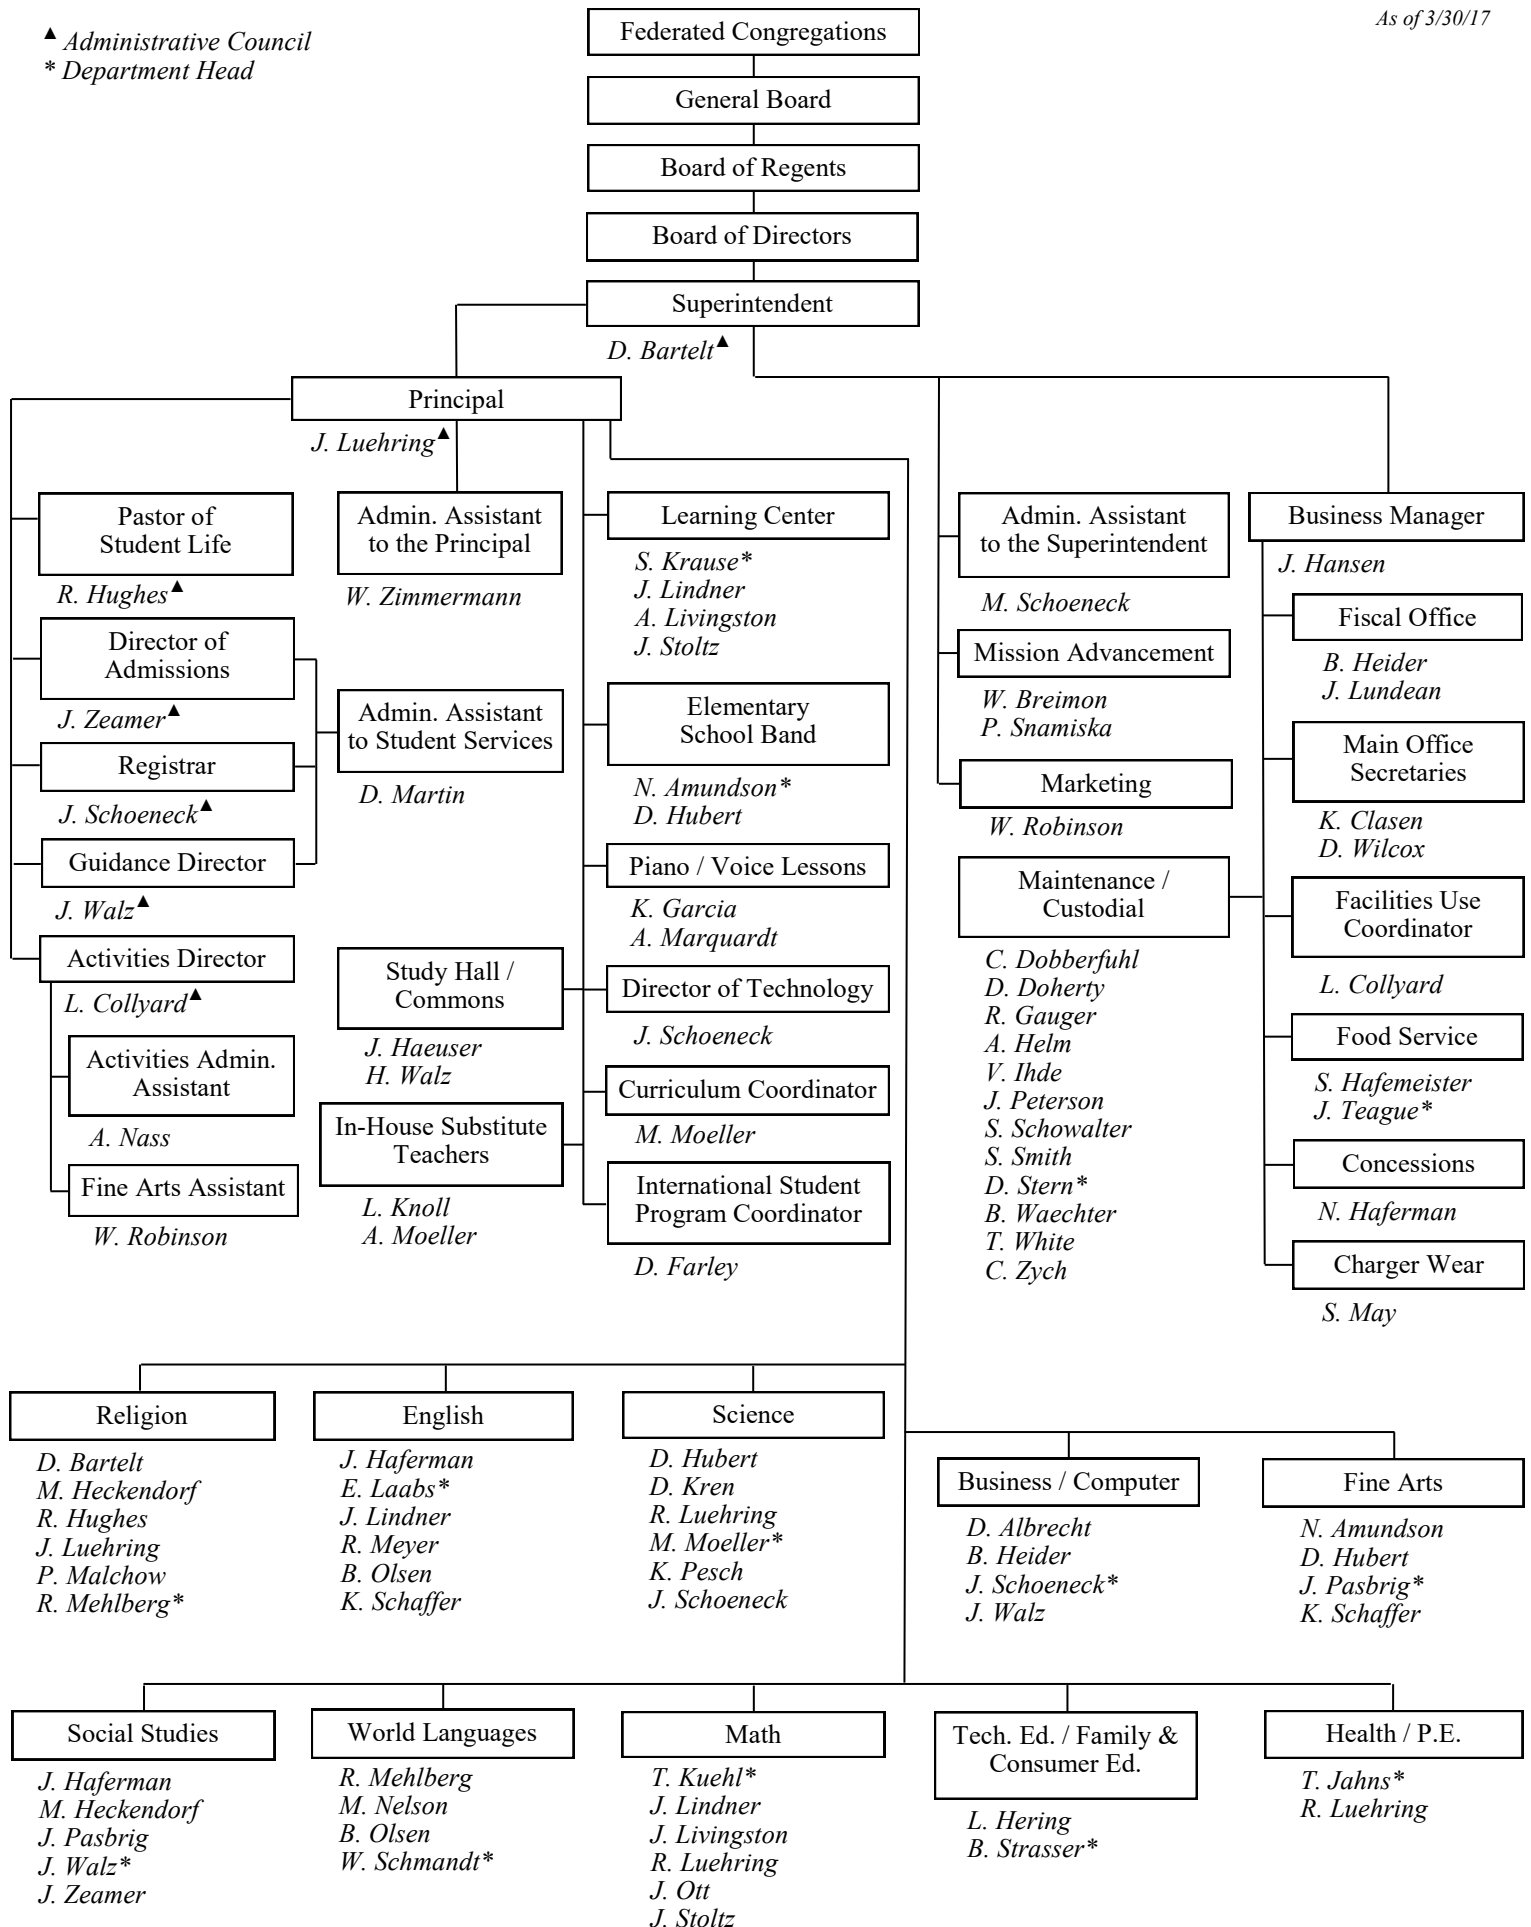 ▲ Administrative Council
* Department Head
As of 3/30/17
Federated Congregations
General Board
Board of Regents
Board of Directors
Superintendent
D. Bartelt▲
Principal
J. Luehring▲
Pastor of
Student Life
R. Hughes▲
Director of
Admissions
J. Zeamer▲
Registrar
J. Schoeneck▲
Guidance Director
J. Walz▲
Activities Director
L. Collyard▲
Activities Admin.
Assistant
A. Nass
Fine Arts Assistant
W. Robinson
Admin. Assistant
to the Principal
W. Zimmermann
Admin. Assistant
to Student Services
D. Martin
Study Hall /
Commons
J. Haeuser
H. Walz
In-House Substitute
Teachers
L. Knoll
A. Moeller
Learning Center
S. Krause*
J. Lindner
A. Livingston
J. Stoltz
Elementary
School Band
N. Amundson*
D. Hubert
Piano / Voice Lessons
K. Garcia
A. Marquardt
Director of Technology
J. Schoeneck
Curriculum Coordinator
M. Moeller
International Student
Program Coordinator
D. Farley
Admin. Assistant
to the Superintendent
M. Schoeneck
Mission Advancement
W. Breimon
P. Snamiska
Marketing
W. Robinson
Maintenance /
Custodial
C. Dobberfuhl
D. Doherty
R. Gauger
A. Helm
V. Ihde
J. Peterson
S. Schowalter
S. Smith
D. Stern*
B. Waechter
T. White
C. Zych
Business Manager
J. Hansen
Fiscal Office
B. Heider
J. Lundean
Main Office
Secretaries
K. Clasen
D. Wilcox
Facilities Use
Coordinator
L. Collyard
Food Service
S. Hafemeister
J. Teague*
Concessions
N. Haferman
Charger Wear
S. May
Religion
D. Bartelt
M. Heckendorf
R. Hughes
J. Luehring
P. Malchow
R. Mehlberg*
English
J. Haferman
E. Laabs*
J. Lindner
R. Meyer
B. Olsen
K. Schaffer
Science
D. Hubert
D. Kren
R. Luehring
M. Moeller*
K. Pesch
J. Schoeneck
Business / Computer
D. Albrecht
B. Heider
J. Schoeneck*
J. Walz
Fine Arts
N. Amundson
D. Hubert
J. Pasbrig*
K. Schaffer
Social Studies
J. Haferman
M. Heckendorf
J. Pasbrig
J. Walz*
J. Zeamer
World Languages
R. Mehlberg
M. Nelson
B. Olsen
W. Schmandt*
Math
T. Kuehl*
J. Lindner
J. Livingston
R. Luehring
J. Ott
J. Stoltz
Tech. Ed. / Family &
Consumer Ed.
L. Hering
B. Strasser*
Health / P.E.
T. Jahns*
R. Luehring